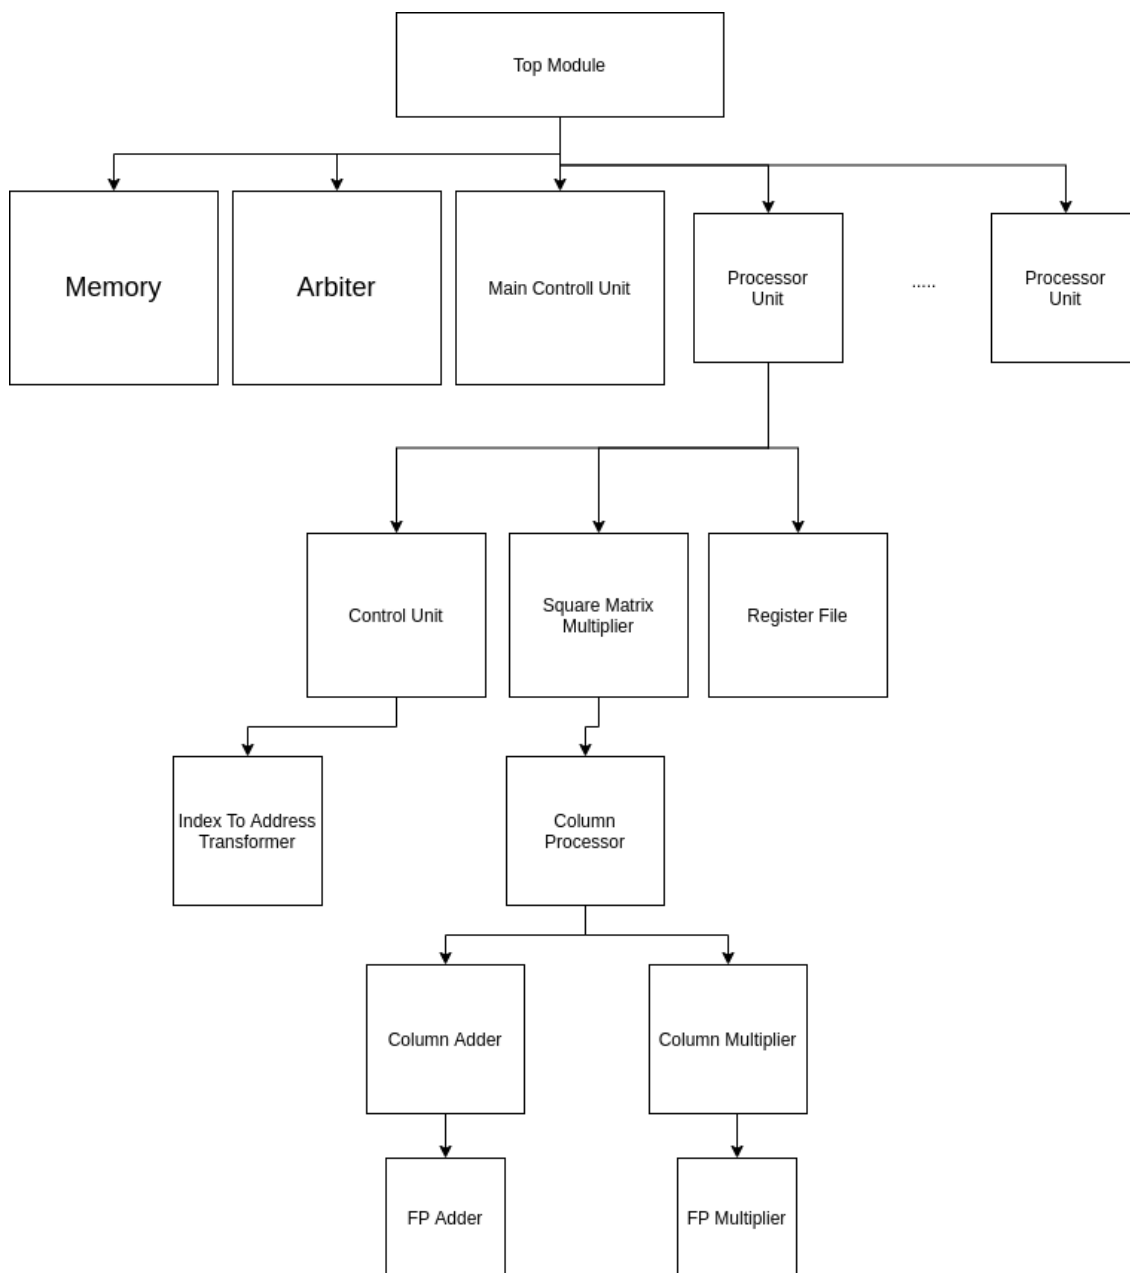 Top Module
Memory
Arbiter
Main Controll Unit
Processor
Unit
.....
Processor
Unit
Control Unit
Square Matrix
Multiplier
Register File
Index To Address
Transformer
Column
Processor
Column Adder
Column Multiplier
FP Adder
FP Multiplier